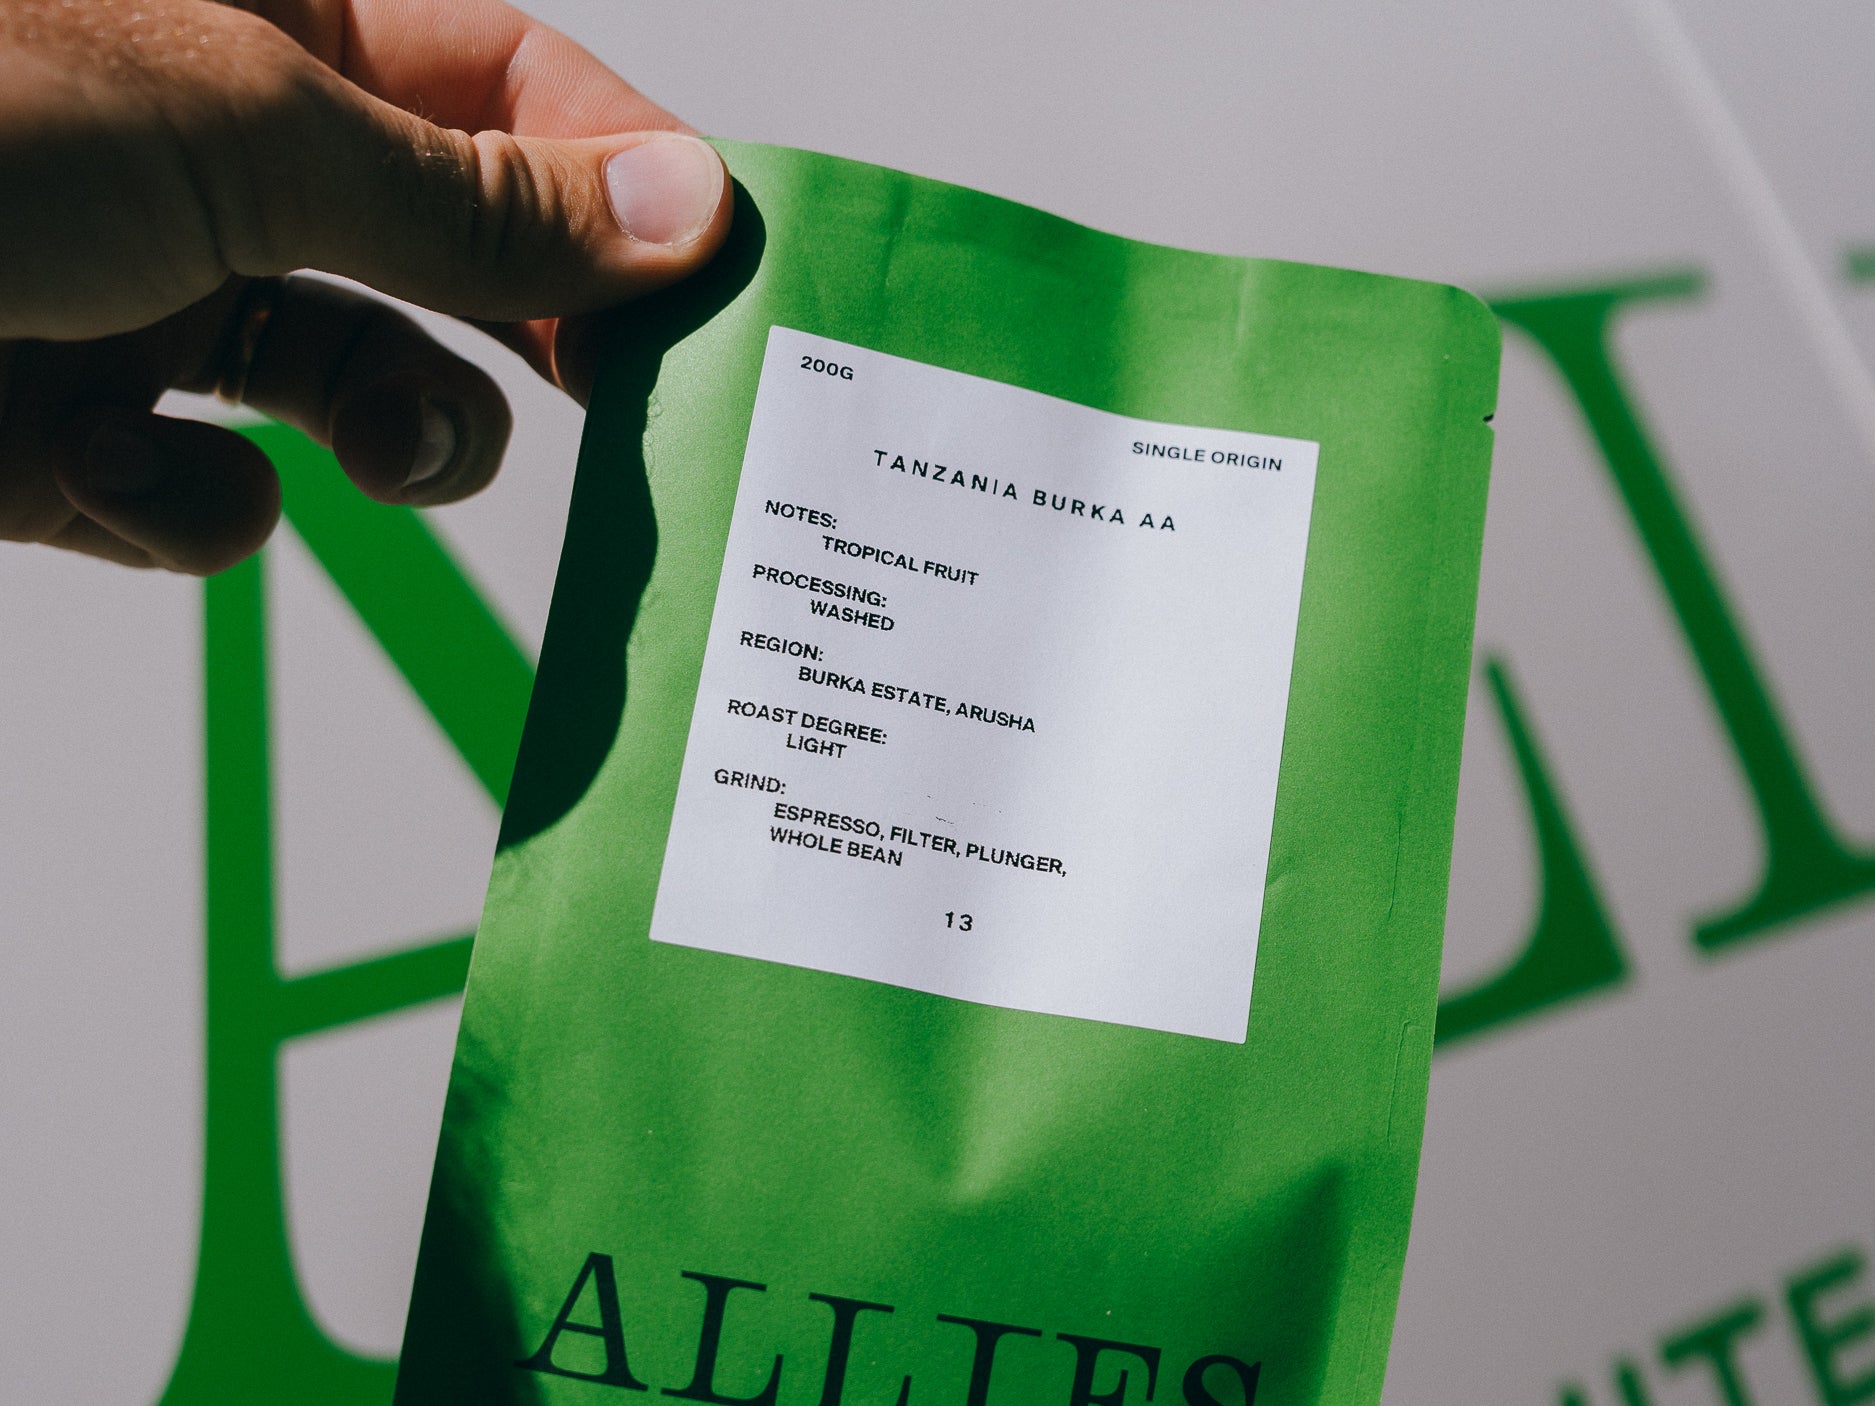 200G
SINGLE ORIGIN
TANZANIA BURKA AA
NOTES:
TROPICAL FRUIT
PROCESSING:
WASHED
REGION:
BURKA ESTATE, ARUSHA
ROAST DEGREE:
LIGHT
GRIND:
ESPRESSO, FILTER, PLUNGER,
WHOLE BEAN
13
ALLIES